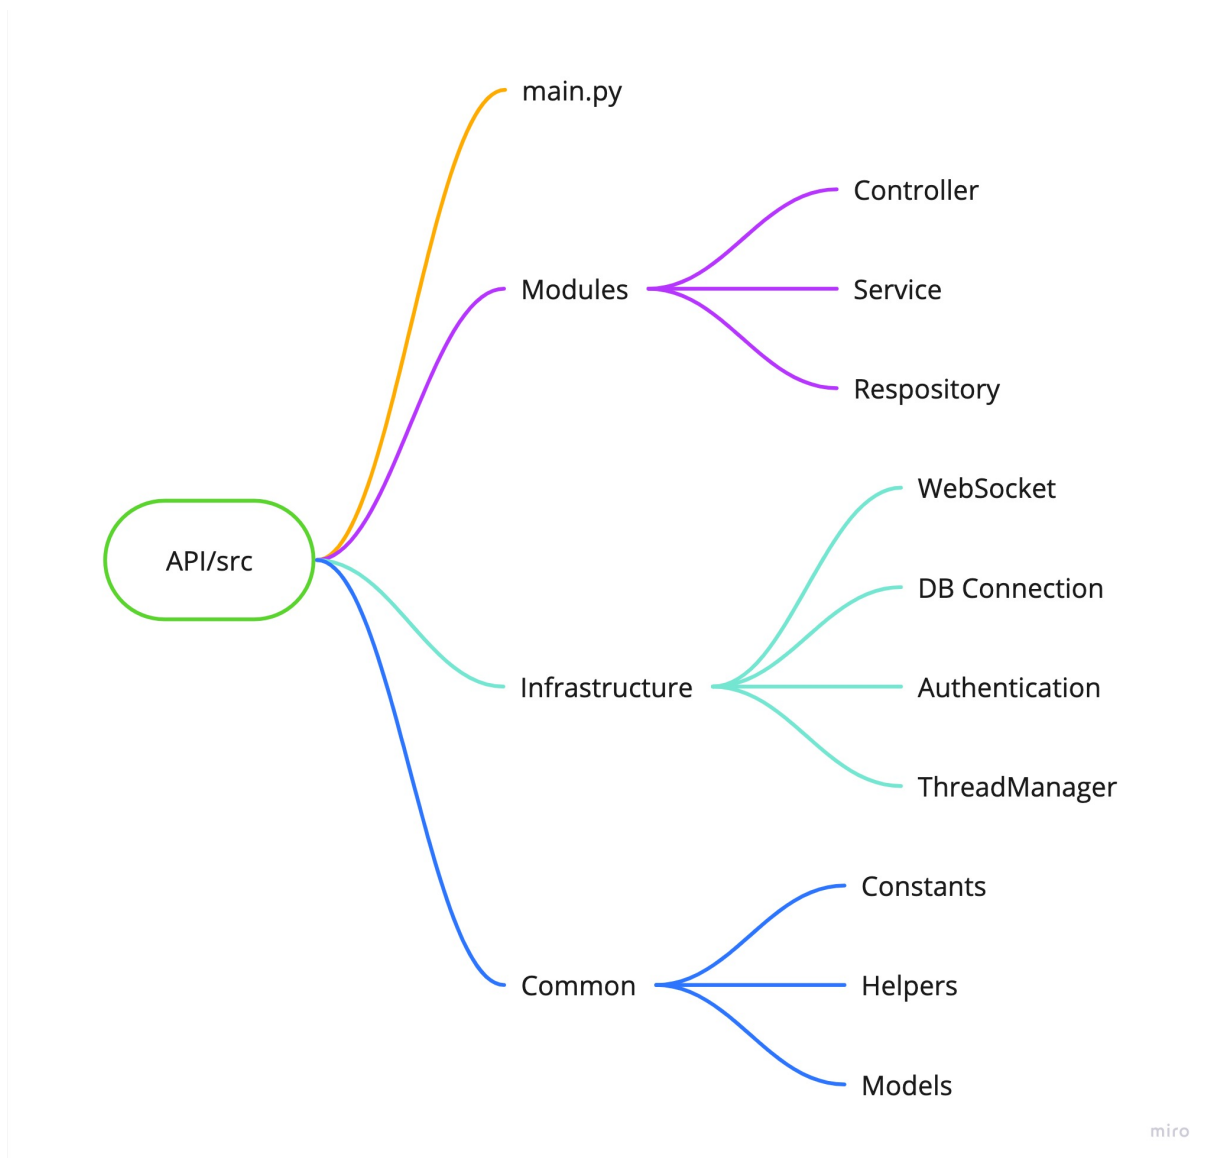 main.py
Controller
Modules
Service
Respository
WebSocket
API/src
DB Connection
Infrastructure
Authentication
ThreadManager
Constants
Common
Helpers
Models
miro